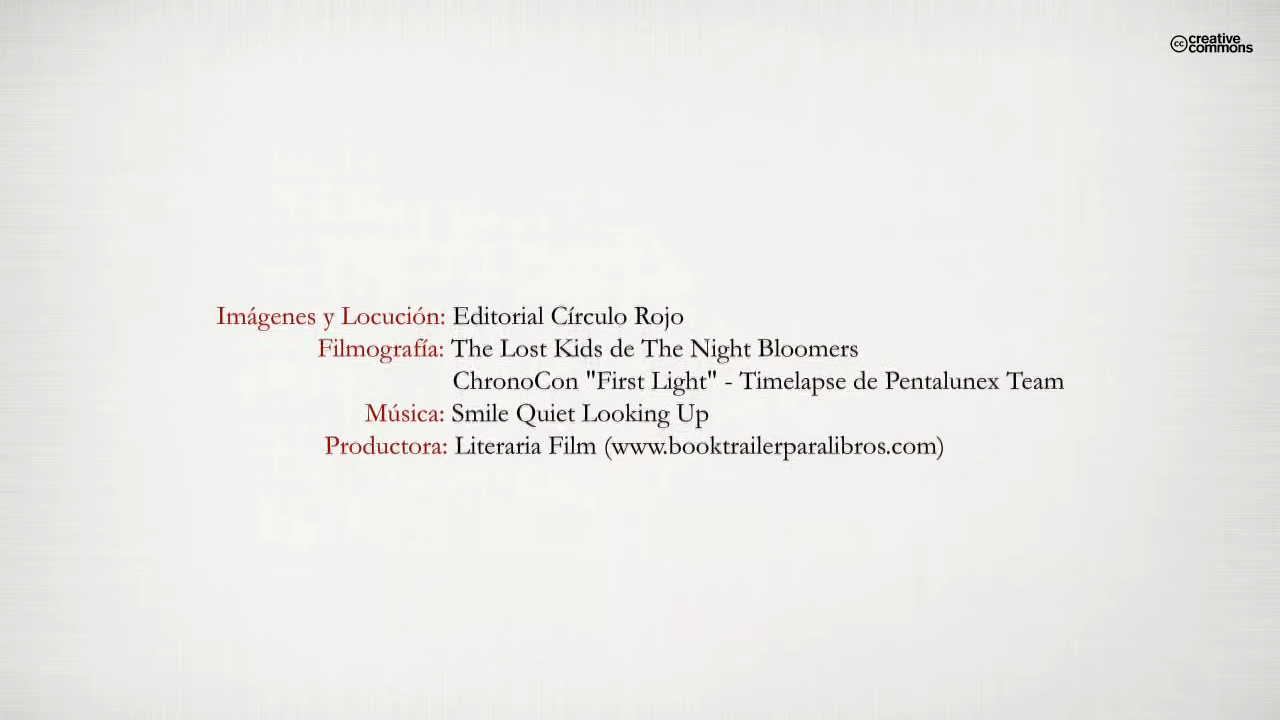 cc creative
commons
Imágenes y Locución: Editorial Círculo Rojo
Filmografía: The Lost Kids de The Night Bloomers
ChronoCon "First Light" - Timelapse de Pentalunex Team
Música: Smile Quiet Looking Up
Productora: Literaria Film (www.booktrailerparalibros.com)